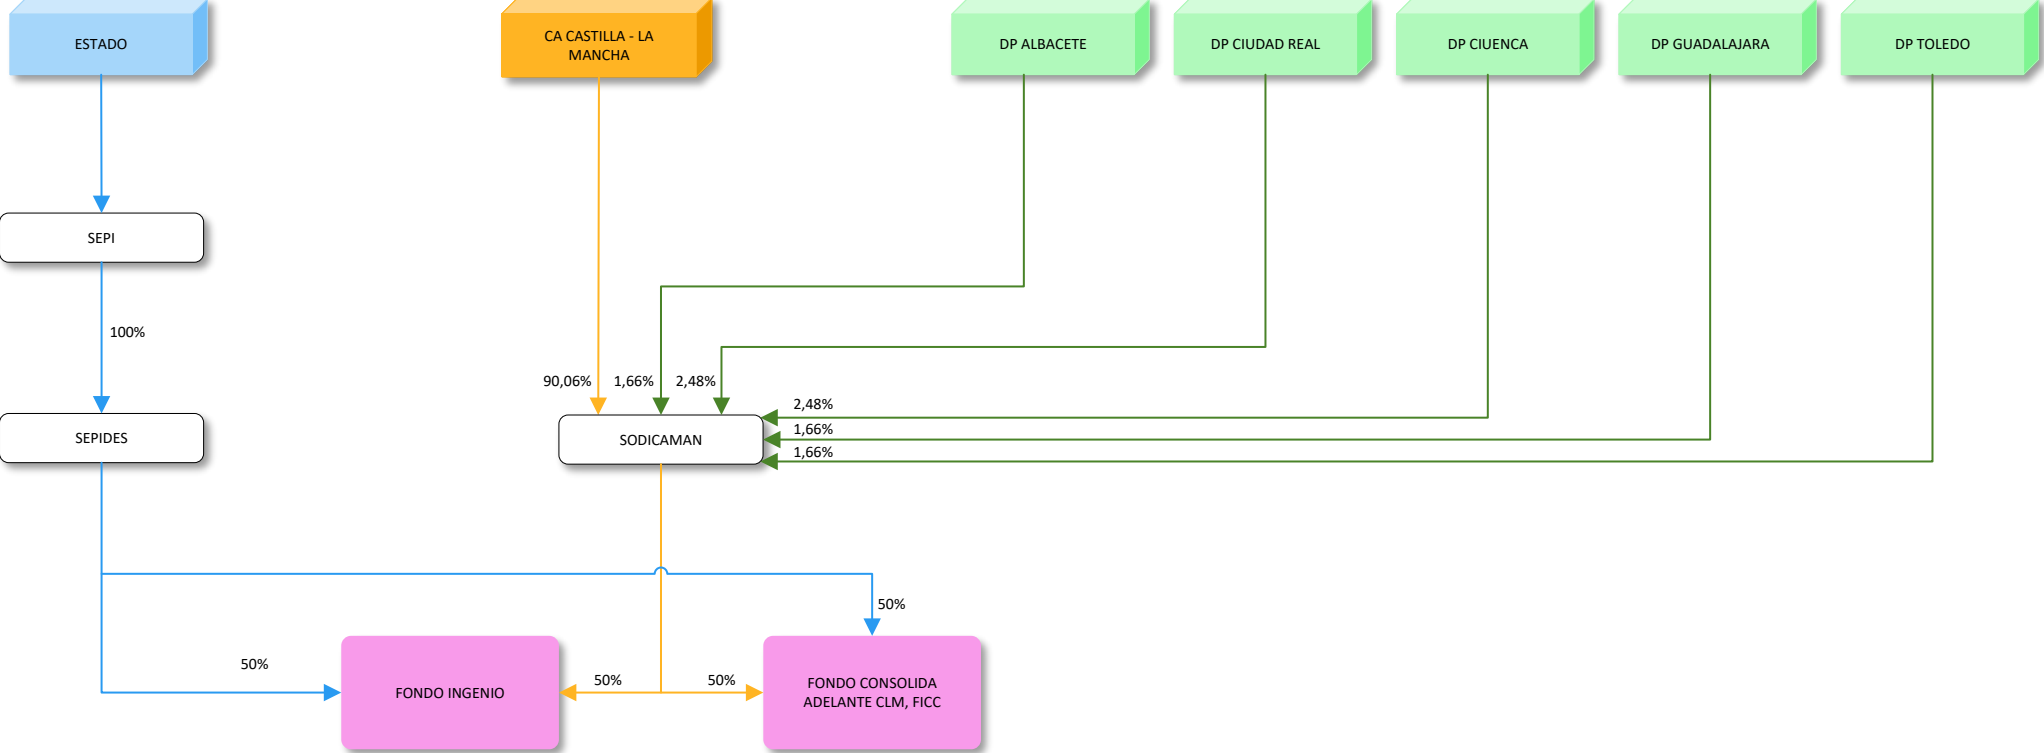 ESTADO
CA CASTILLA - LA
MANCHA
DP ALBACETE
DP CIUDAD REAL
DP CIUENCA
DP GUADALAJARA
DP TOLEDO
SEPI
100%
90,06%
1,66%
2,48%
2,48%
1,66%
1,66%
SEPIDES
SODICAMAN
50%
50%
50%
50%
FONDO INGENIO
FONDO CONSOLIDA
ADELANTE CLM, FICC